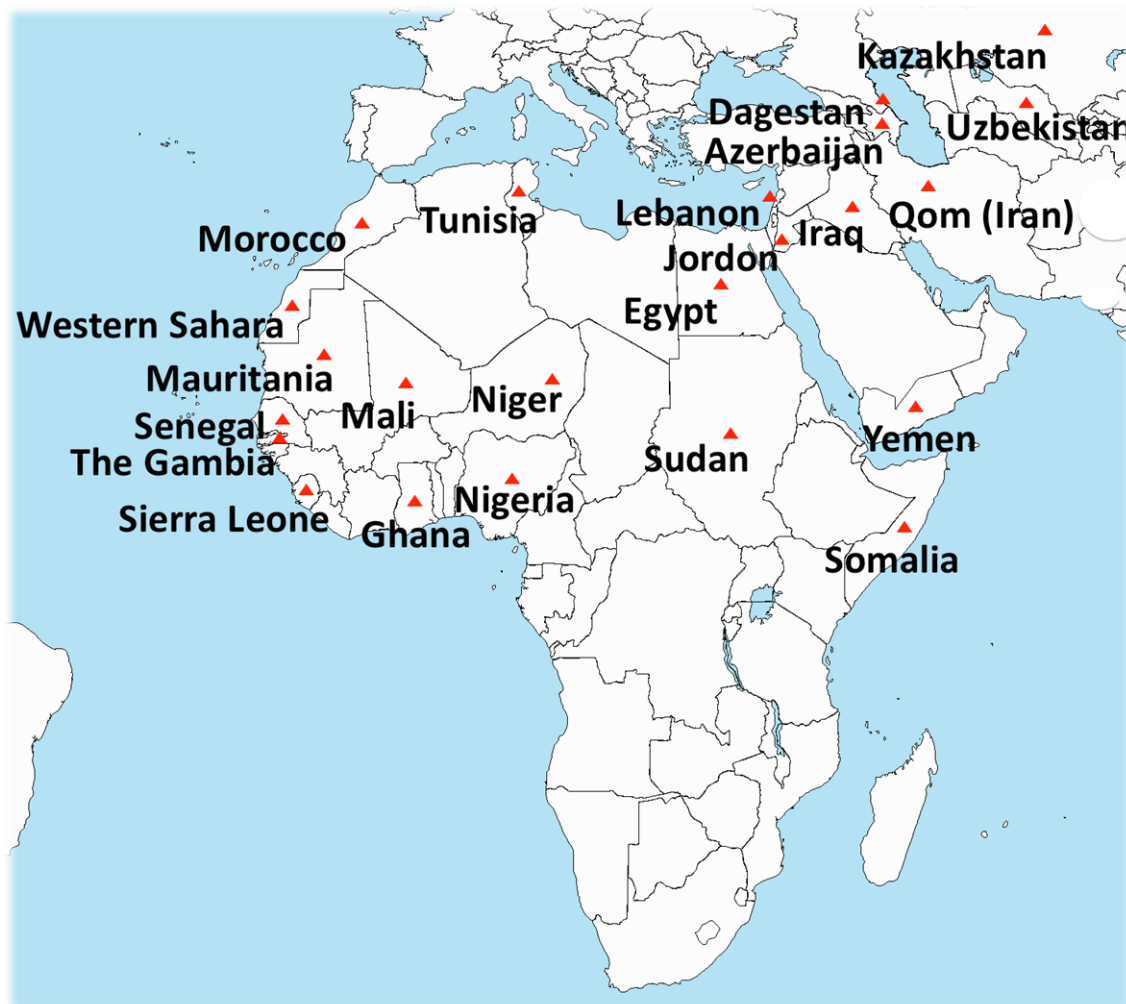 Kazakhstan
Dagestan
Uzbekistan
Azerbaijan
Lebanon
Qom (Iran)
Tunisia
Iraq
Morocco
Jordon
Egypt
Western Sahara
Mauritania
Niger
Mali
Senegal
Yemen
The Gambia
Sudan
Nigeria
Sierra Leone
Ghana
Somalia